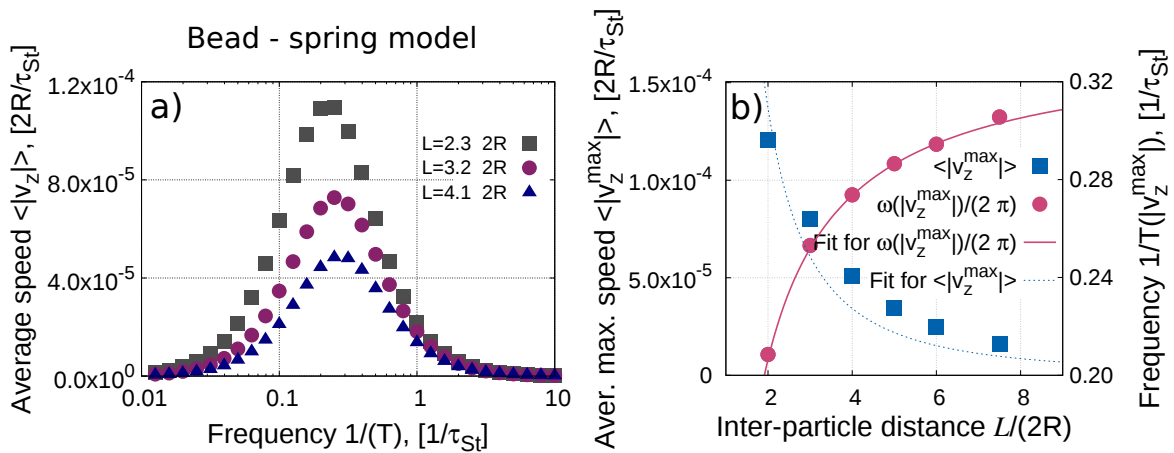 Bead - spring model
Average speed <|v_z|>, [2R/τ_St]
1.2x10^-4
8.0x10^-5
4.0x10^-5
0.0x10^0
a)
L=2.3 2R
L=3.2 2R
L=4.1 2R
0.01
0.1
1
10
Frequency 1/(T), [1/τ_St]
Aver. max. speed <|v_z^max|>, [2R/τ_St]
1.5x10^-4
1.0x10^-4
5.0x10^-5
0
b)
<|v_z^max|>
ω(|v_z^max|)/(2 π)
Fit for ω(|v_z^max|)/(2 π)
Fit for <|v_z^max|>
0.32
0.28
0.24
0.20
Frequency 1/T(|v_z^max|), [1/τ_St]
2
4
6
8
Inter-particle distance L/(2R)